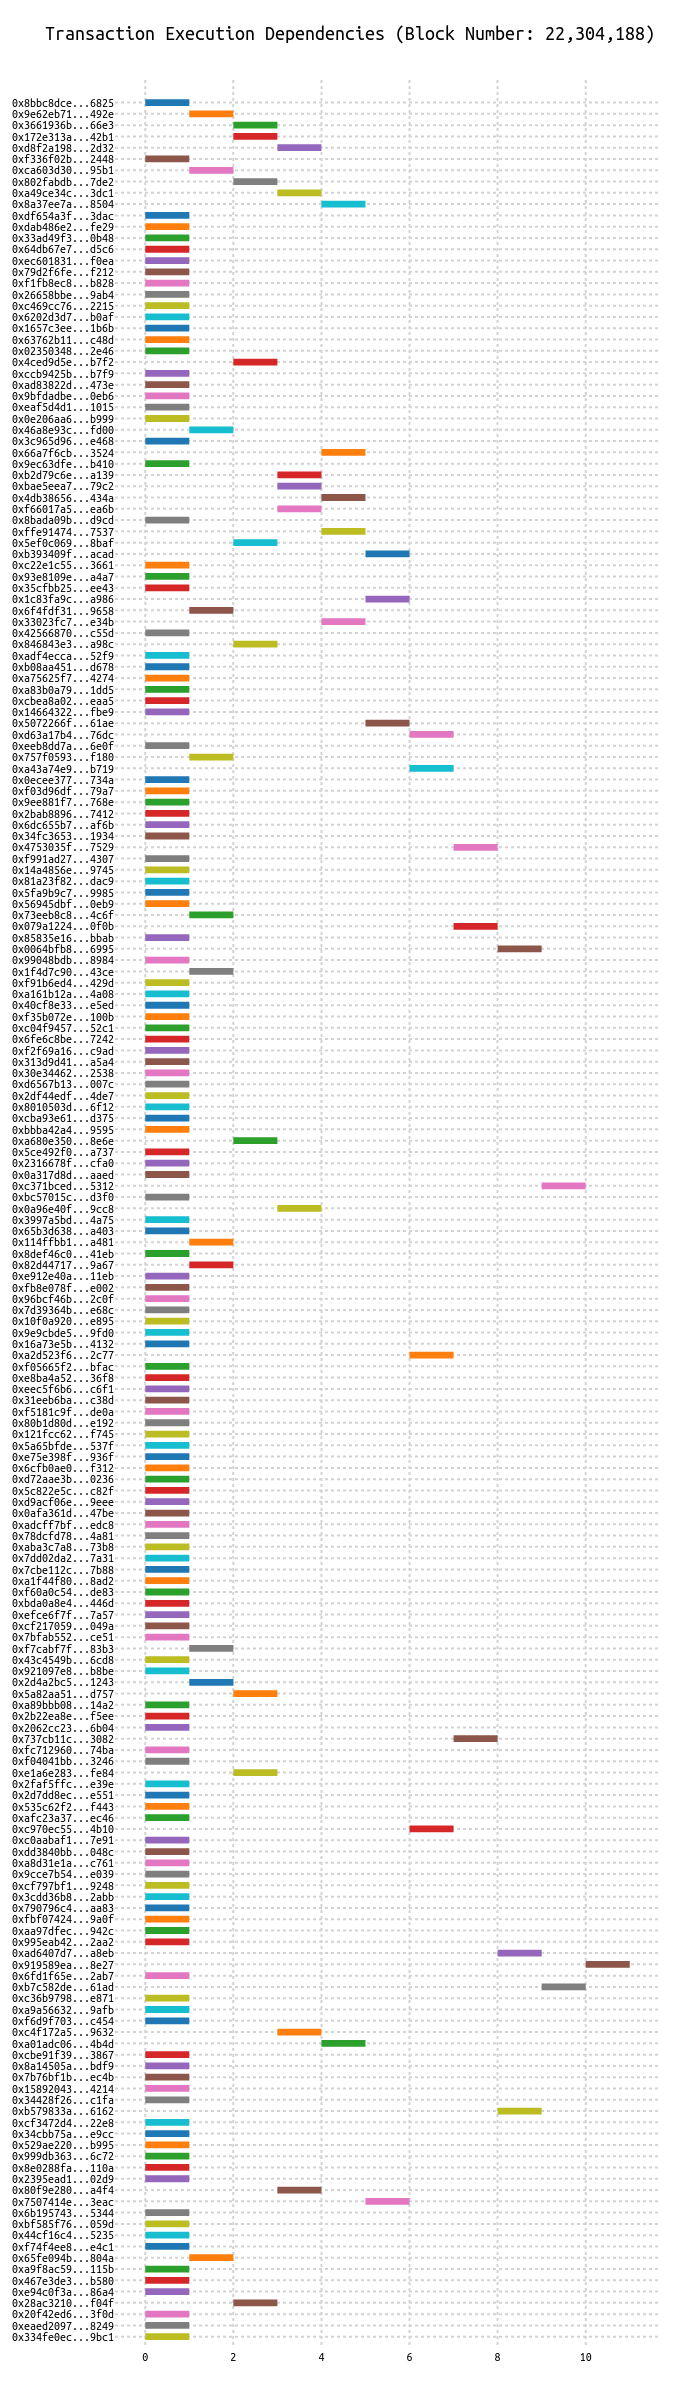 Transaction Execution Dependencies (Block Number: 22,304,188)
0x8bbc8dce...6825
0x9e62eb71...492e
0x3661936b...66e3
0x172e313a...42b1
0xd8f2a198...2d32
0xf336f02b...2448
0xca603d30...95b1
0x802fabdb...7de2
0xa49ce34c...3dc1
0x8a37ee7a...8504
0xdf654a3f...3dac
0xdab486e2...fe29
0x33ad49f3...0b48
0x64db67e7...d5c6
0xec601831...f0ea
0x79d2f6fe...f212
0xf1fb8ec8...b828
0x26658bbe...9ab4
0xc469cc76...2215
0x6202d3d7...b0af
0x1657c3ee...1b6b
0x63762b11...c48d
0x02350348...2e46
0x4ced9d5e...b7f2
0xccb9425b...b7f9
0xad83822d...473e
0x9bfdadbe...0eb6
0xeaf5d4d1...1015
0x0e206aa6...b999
0x46a8e93c...fd00
0x3c965d96...e468
0x66a7f6cb...3524
0x9ec63dfe...b410
0xb2d79c6e...a139
0xbae5eea7...79c2
0x4db38656...434a
0xf66017a5...ea6b
0x8bada09b...d9cd
0xffe91474...7537
0x5ef0c069...8baf
0xb393409f...acad
0xc22e1c55...3661
0x93e8109e...a4a7
0x35cfbb25...ee43
0x1c83fa9c...a986
0x6f4fdf31...9658
0x33023fc7...e34b
0x42566870...c55d
0x846843e3...a98c
0xadf4ecca...52f9
0xb08aa451...d678
0xa75625f7...4274
0xa83b0a79...1dd5
0xcbea8a02...eaa5
0x14664322...fbe9
0x5072266f...61ae
0xd63a17b4...76dc
0xeeb8dd7a...6e0f
0x757f0593...f180
0xa43a74e9...b719
0x0ecee377...734a
0xf03d96df...79a7
0x9ee881f7...768e
0x2bab8896...7412
0x6dc655b7...af6b
0x34fc3653...1934
0x4753035f...7529
0xf991ad27...4307
0x14a4856e...9745
0x81a23f82...dac9
0x5fa9b9c7...9985
0x56945dbf...0eb9
0x73eeb8c8...4c6f
0x079a1224...0f0b
0x85835e16...bbab
0x0064bfb8...6995
0x99048bdb...8984
0x1f4d7c90...43ce
0xf91b6ed4...429d
0xa161b12a...4a08
0x40cf8e33...e5ed
0xf35b072e...100b
0xc04f9457...52c1
0x6fe6c8be...7242
0xf2f69a16...c9ad
0x313d9d41...a5a4
0x30e34462...2538
0xd6567b13...007c
0x2df44edf...4de7
0x8010503d...6f12
0xcba93e61...d375
0xbbba42a4...9595
0xa680e350...8e6e
0x5ce492f0...a737
0x2316678f...cfa0
0x0a317d8d...aaed
0xc371bced...5312
0xbc57015c...d3f0
0x0a96e40f...9cc8
0x3997a5bd...4a75
0x65b3d638...a403
0x114ffbb1...a481
0x8def46c0...41eb
0x82d44717...9a67
0xe912e40a...11eb
0xfb8e078f...e002
0x96bcf46b...2c0f
0x7d39364b...e68c
0x10f0a920...e895
0x9e9cbde5...9fd0
0x16a73e5b...4132
0xa2d523f6...2c77
0xf05665f2...bfac
0xe8ba4a52...36f8
0xeec5f6b6...c6f1
0x31eeb6ba...c38d
0xf5181c9f...de0a
0x80b1d80d...e192
0x121fcc62...f745
0x5a65bfde...537f
0xe75e398f...936f
0x6cfb0ae0...f312
0xd72aae3b...0236
0x5c822e5c...c82f
0xd9acf06e...9eee
0x0afa361d...47be
0xadcff7bf...edc8
0x78dcfd78...4a81
0xaba3c7a8...73b8
0x7dd02da2...7a31
0x7cbe112c...7b88
0xa1f44f80...8ad2
0xf60a0c54...de83
0xbda0a8e4...446d
0xefce6f7f...7a57
0xcf217059...049a
0x7bfab552...ce51
0xf7cabf7f...83b3
0x43c4549b...6cd8
0x921097e8...b8be
0x2d4a2bc5...1243
0x5a82aa51...d757
0xa89bbb08...14a2
0x2b22ea8e...f5ee
0x2062cc23...6b04
0x737cb11c...3082
0xfc712960...74ba
0xf04041bb...3246
0xe1a6e283...fe84
0x2faf5ffc...e39e
0x2d7dd8ec...e551
0x535c62f2...f443
0xafc23a37...ec46
0xc970ec55...4b10
0xc0aabaf1...7e91
0xdd3840bb...048c
0xa8d31e1a...c761
0x9cce7b54...e039
0xcf797bf1...9248
0x3cdd36b8...2abb
0x790796c4...aa83
0xfbf07424...9a0f
0xaa97dfec...942c
0x995eab42...2aa2
0xad6407d7...a8eb
0x919589ea...8e27
0x6fd1f65e...2ab7
0xb7c582de...61ad
0xc36b9798...e871
0xa9a56632...9afb
0xf6d9f703...c454
0xc4f172a5...9632
0xa01adc06...4b4d
0xcbe91f39...3867
0x8a14505a...bdf9
0x7b76bf1b...ec4b
0x15892043...4214
0x34428f26...c1fa
0xb579833a...6162
0xcf3472d4...22e8
0x34cbb75a...e9cc
0x529ae220...b995
0x999db363...6c72
0x8e0288fa...110a
0x2395ead1...02d9
0x80f9e280...a4f4
0x7507414e...3eac
0x6b195743...5344
0xbf585f76...059d
0x44cf16c4...5235
0xf74f4ee8...e4c1
0x65fe094b...804a
0xa9f8ac59...115b
0x467e3de3...b580
0xe94c0f3a...86a4
0x28ac3210...f04f
0x20f42ed6...3f0d
0xeaed2097...8249
0x334fe0ec...9bc1
0 2 4 6 8 10